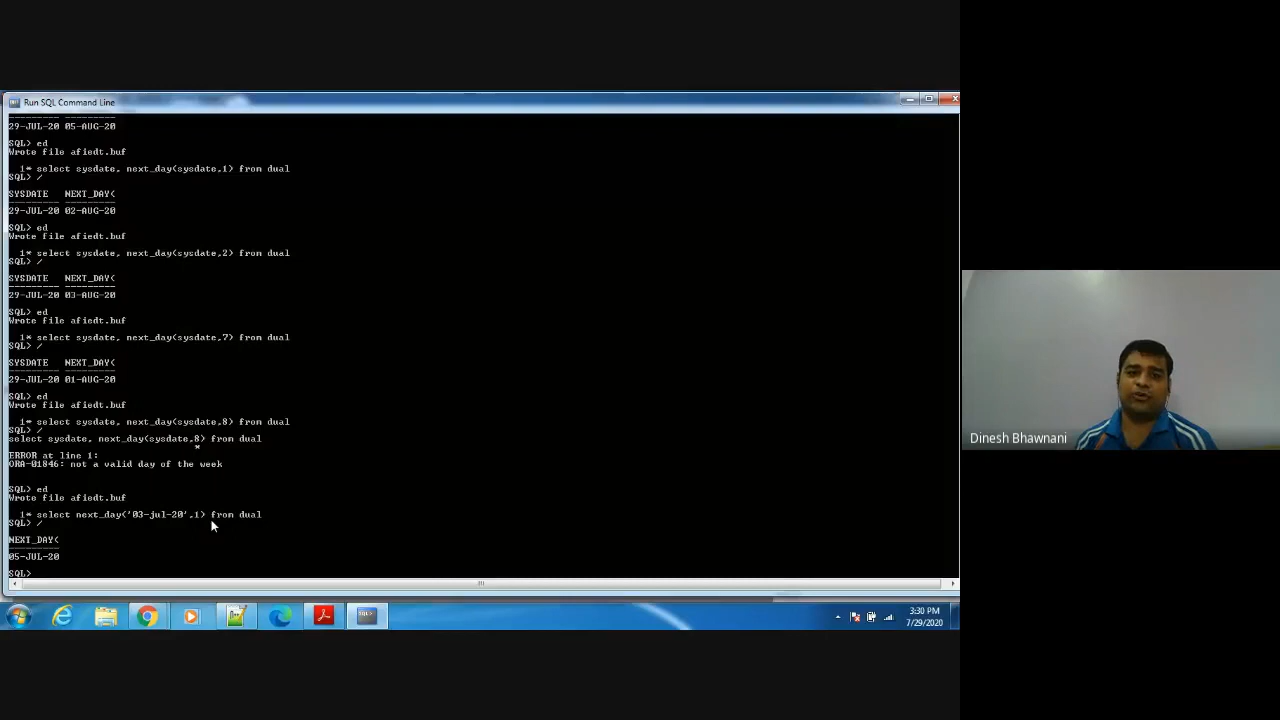 Run SQL Command Line
--------- ---------
29-JUL-20 05-AUG-20
SQL> ed
Wrote file afiedt.buf
1* select sysdate, next_day(sysdate,1) from dual
SQL> /
SYSDATE NEXT_DAY(
--------- ---------
29-JUL-20 02-AUG-20
SQL> ed
Wrote file afiedt.buf
1* select sysdate, next_day(sysdate,2) from dual
SQL> /
SYSDATE NEXT_DAY(
--------- ---------
29-JUL-20 03-AUG-20
SQL> ed
Wrote file afiedt.buf
1* select sysdate, next_day(sysdate,7) from dual
SQL> /
SYSDATE NEXT_DAY(
--------- ---------
29-JUL-20 01-AUG-20
SQL> ed
Wrote file afiedt.buf
1* select sysdate, next_day(sysdate,8) from dual
SQL> /
select sysdate, next_day(sysdate,8) from dual
*
ERROR at line 1:
ORA-01846: not a valid day of the week
SQL> ed
Wrote file afiedt.buf
1* select next_day('03-jul-20',1) from dual
SQL> /
NEXT_DAY(
---------
05-JUL-20
SQL>
Dinesh Bhawnani
SQL>
3:30 PM
7/29/2020